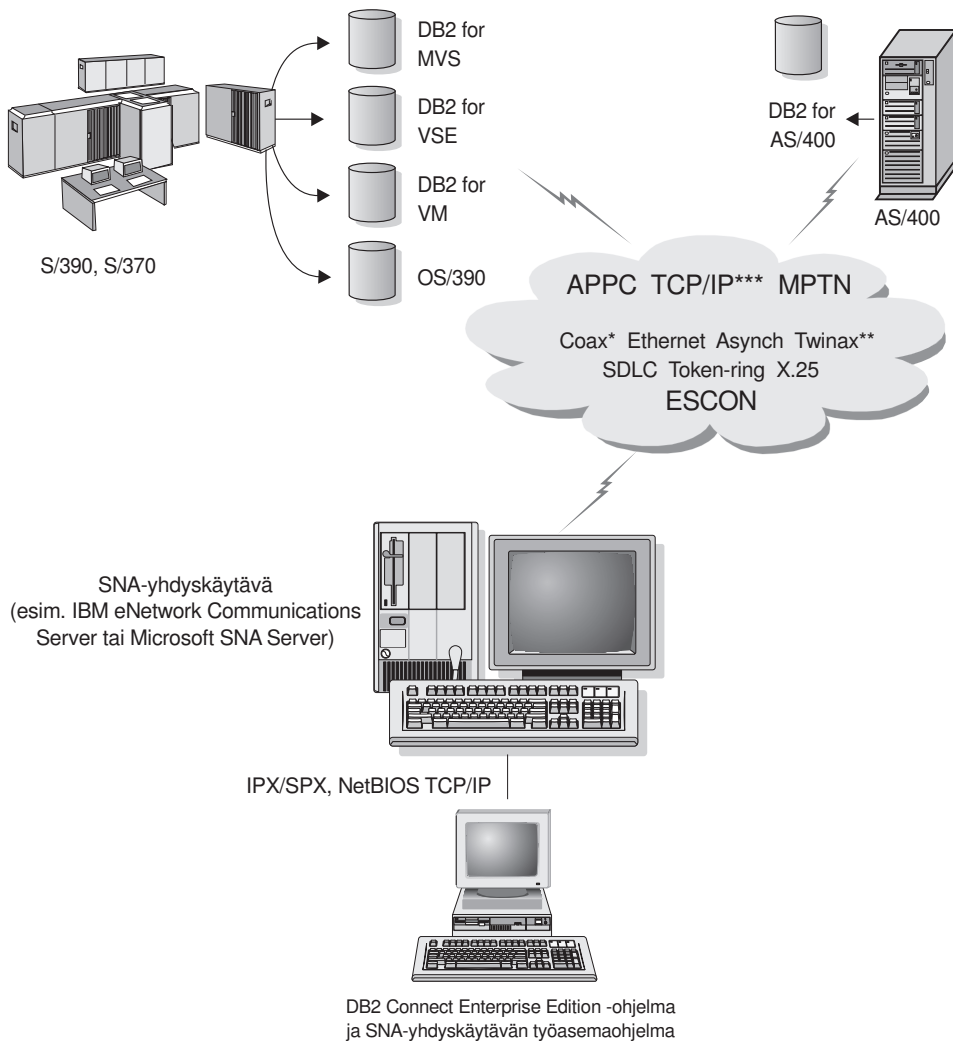 DB2 for
MVS
DB2 for
VSE
DB2 for
VM
OS/390
S/390, S/370
DB2 for
AS/400
AS/400
APPC TCP/IP*** MPTN
Coax* Ethernet Asynch Twinax**
SDLC Token-ring X.25
ESCON
SNA-yhdyskäytävä
(esim. IBM eNetwork Communications
Server tai Microsoft SNA Server)
IPX/SPX, NetBIOS TCP/IP
DB2 Connect Enterprise Edition -ohjelma
ja SNA-yhdyskäytävän työasemaohjelma